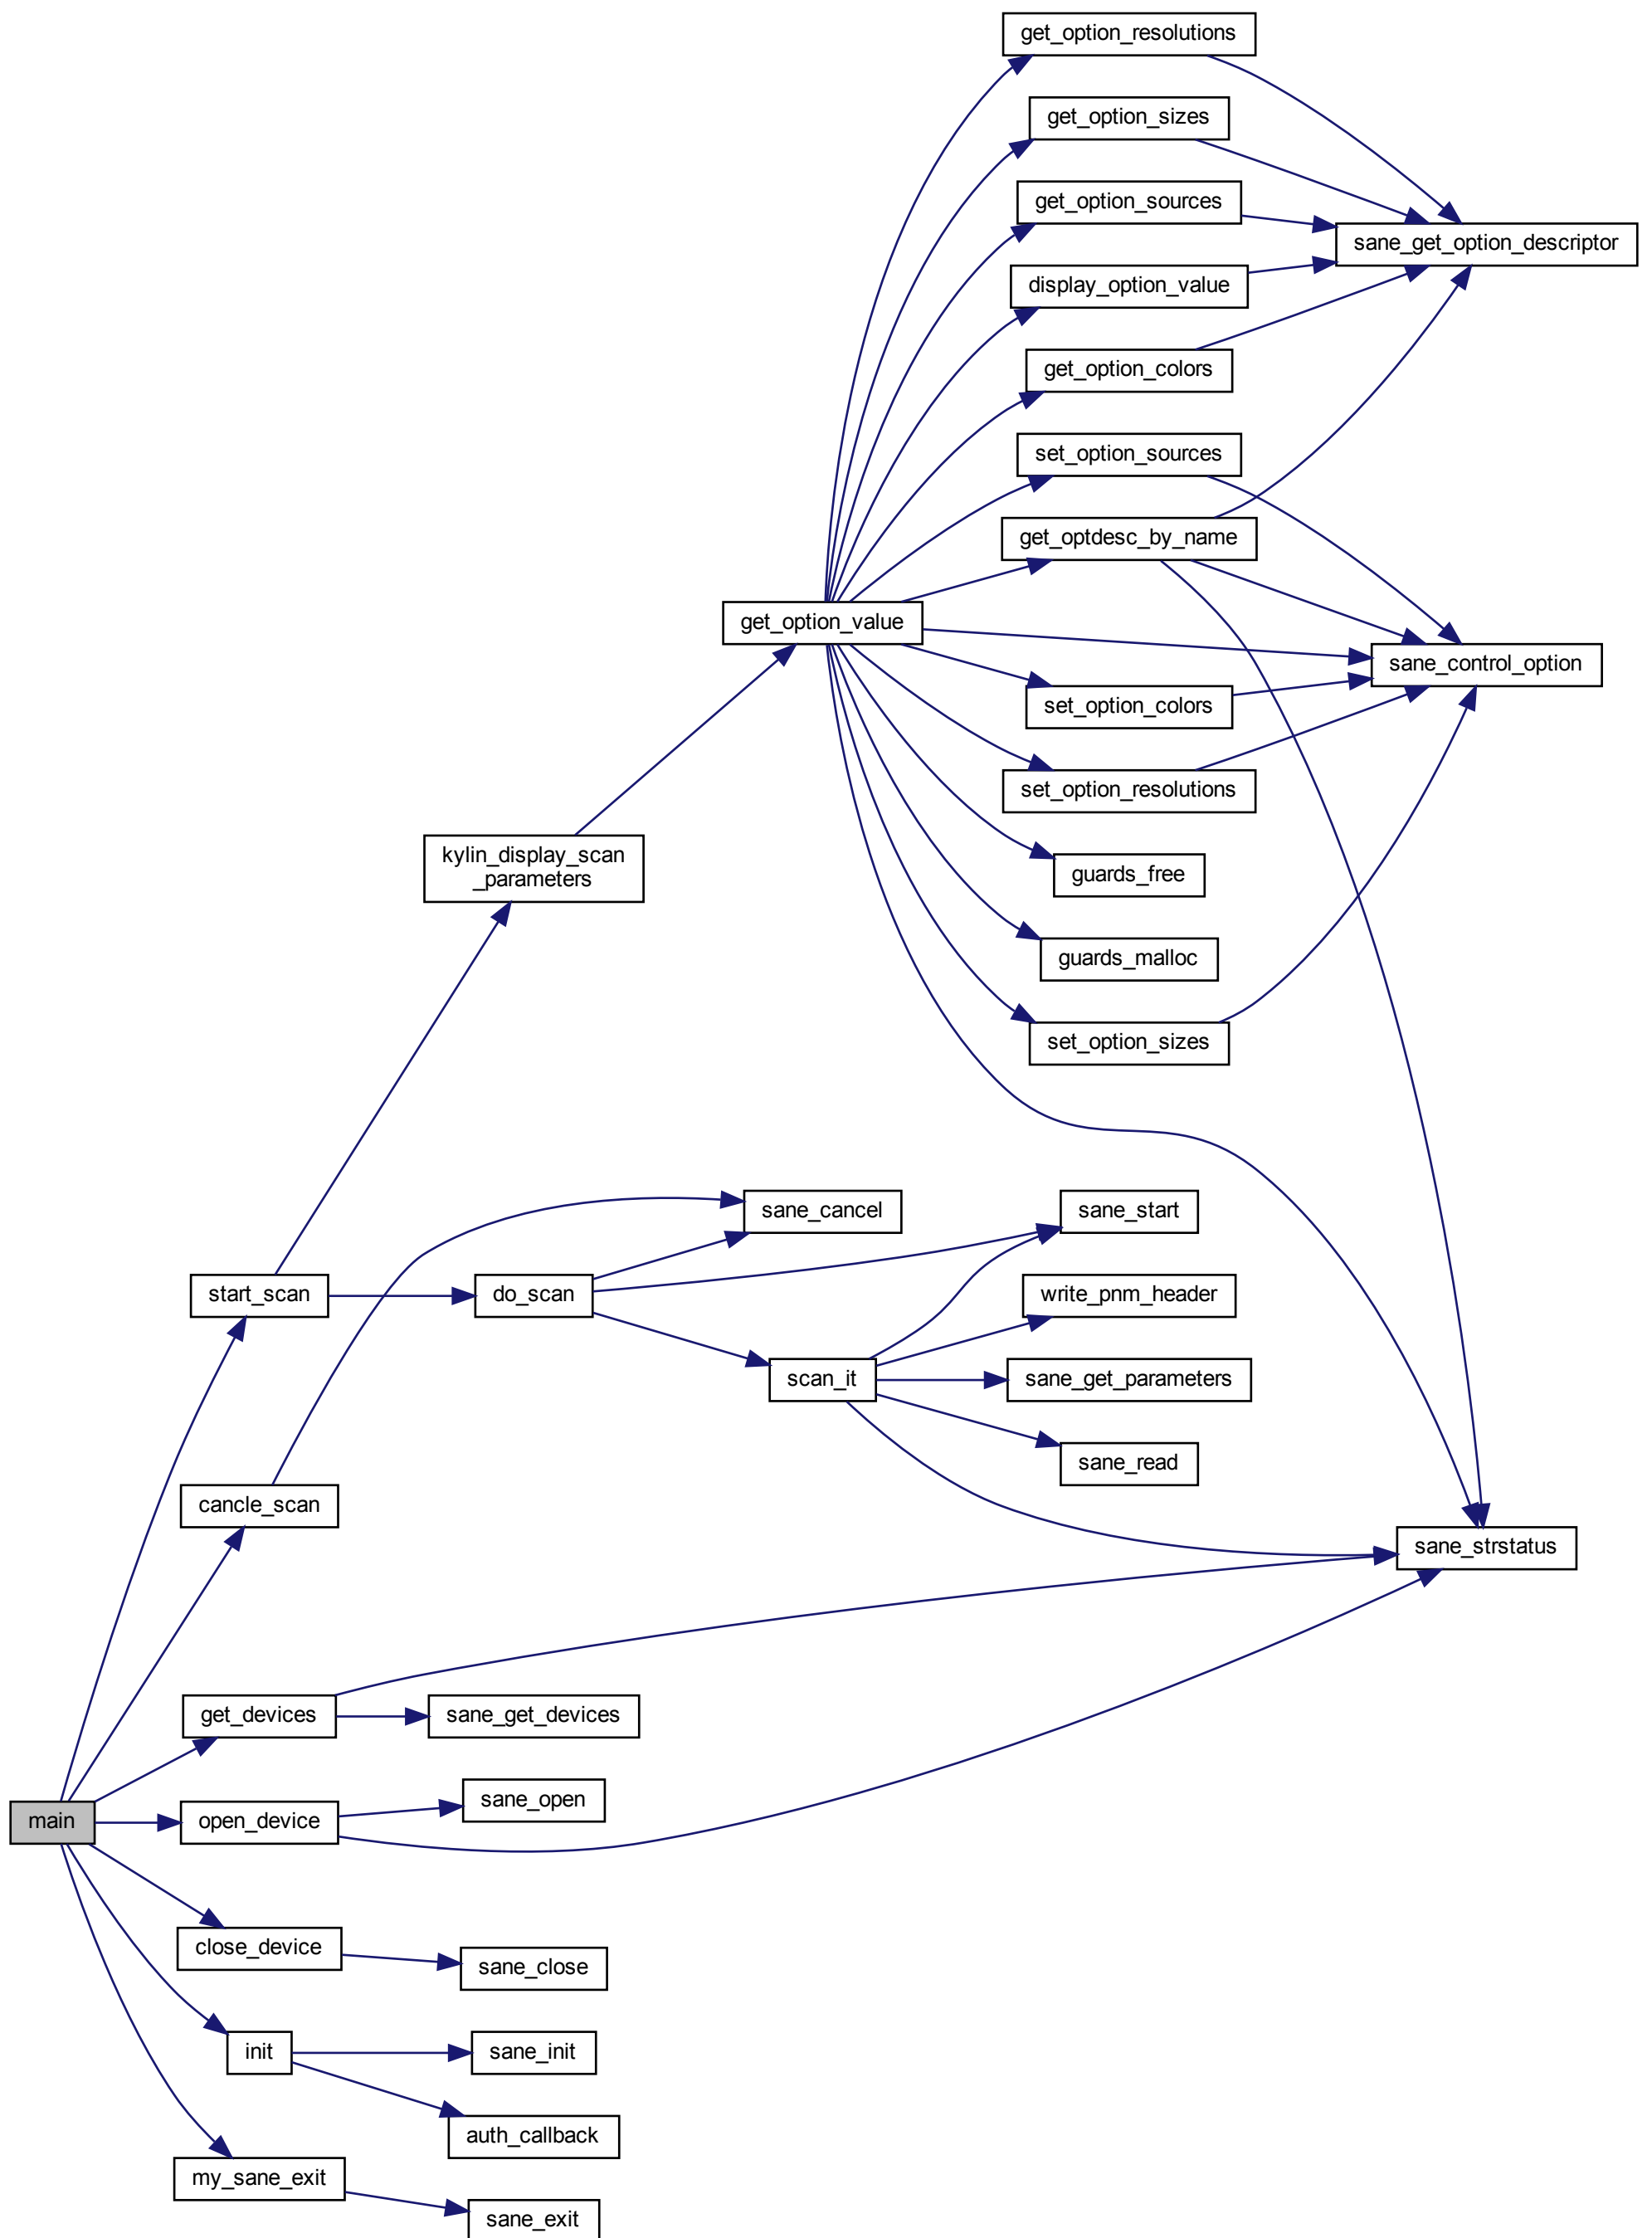 get_option_resolutions
get_option_sizes
get_option_sources
sane_get_option_descriptor
display_option_value
get_option_colors
set_option_sources
get_optdesc_by_name
get_option_value
sane_control_option
set_option_colors
set_option_resolutions
kylin_display_scan
_parameters
guards_free
guards_malloc
set_option_sizes
sane_cancel
sane_start
start_scan
do_scan
write_pnm_header
scan_it
sane_get_parameters
sane_read
cancle_scan
sane_strstatus
get_devices
sane_get_devices
sane_open
main
open_device
close_device
sane_close
init
sane_init
auth_callback
my_sane_exit
sane_exit